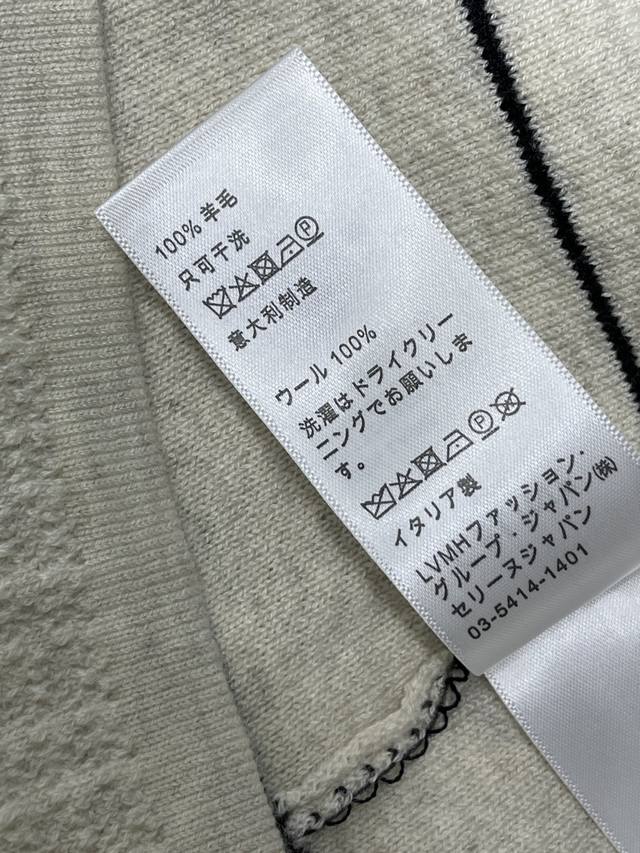 100% 羊毛
只可干洗
意大利制造
ウール 100%
洗濯はドライクリー
ニングでお願いしま
す。
イタリア製
LVMHファッション・
グループ・ジャパン㈱
セリーヌジャパン
03-5414-1401